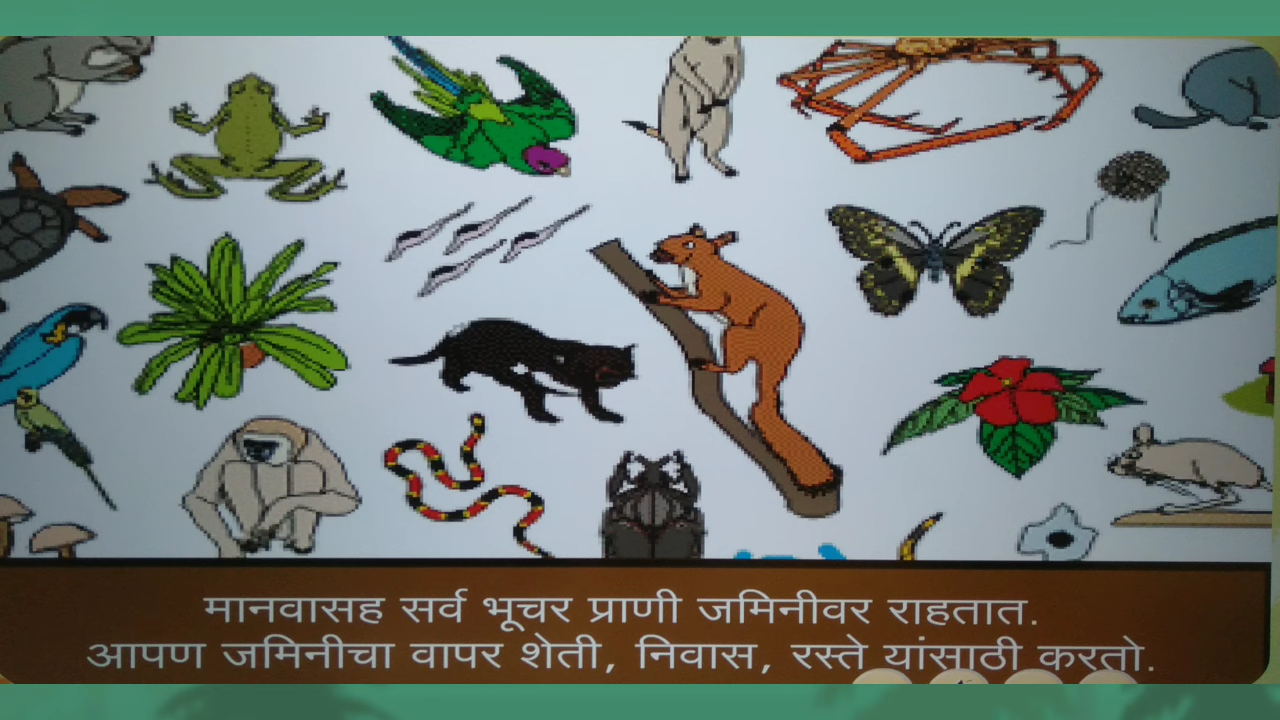 मानवासह सर्व भूचर प्राणी जमिनीवर राहतात.
आपण जमिनीचा वापर शेती, निवास, रस्ते यांसाठी करतो.